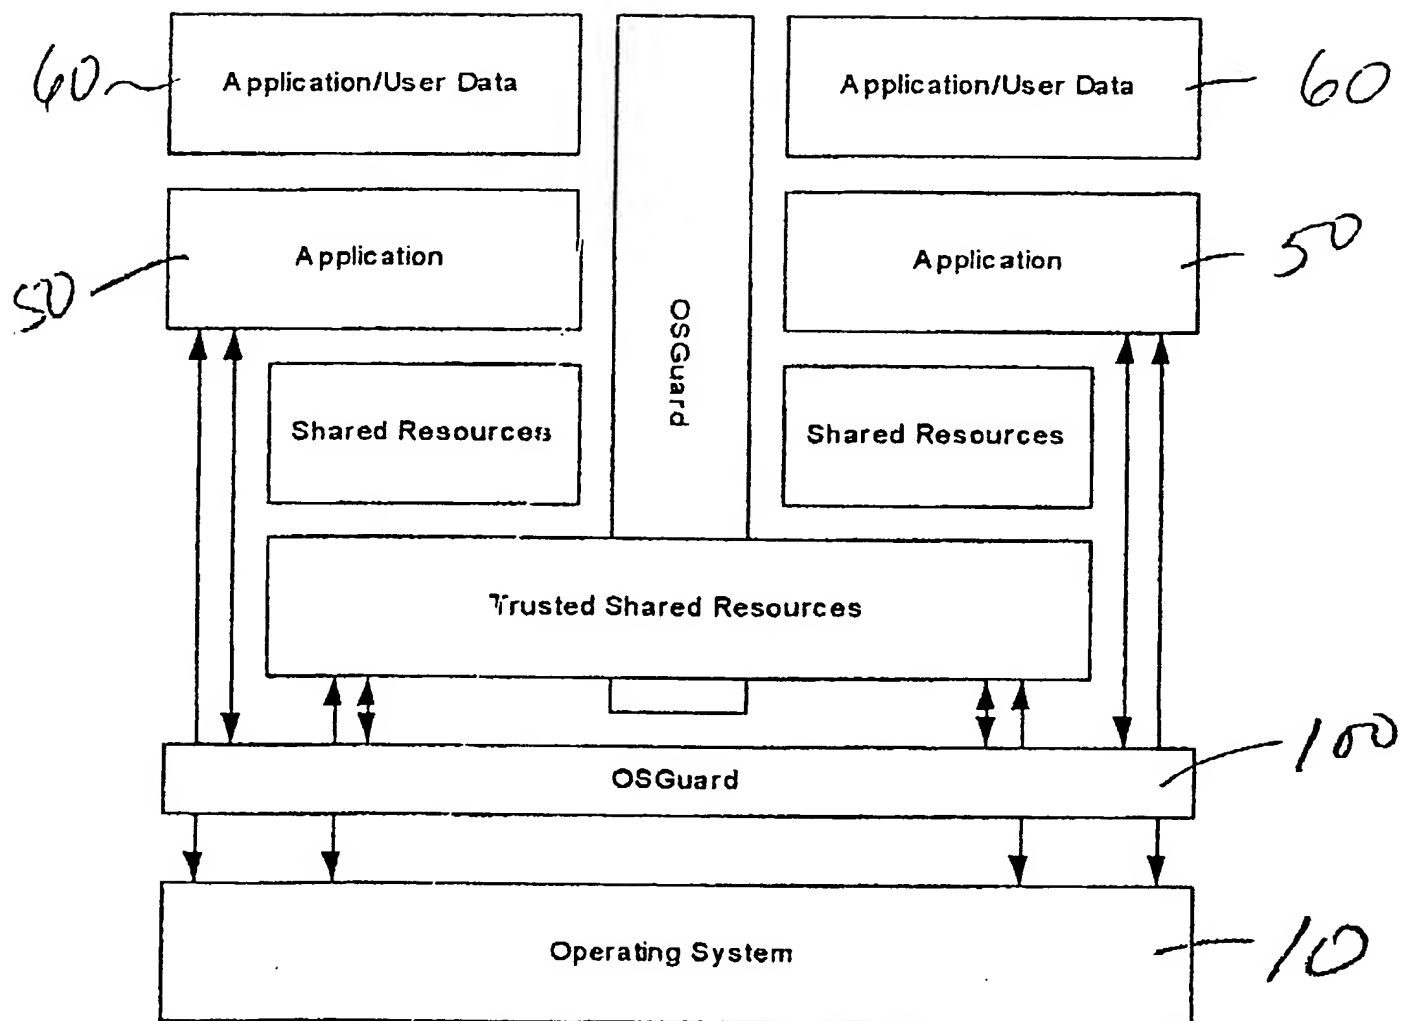 60 Application/User Data Application/User Data 60
50 Application Application 50
OSGuard
Shared Resources Shared Resources
Trusted Shared Resources
OSGuard 100
Operating System 10